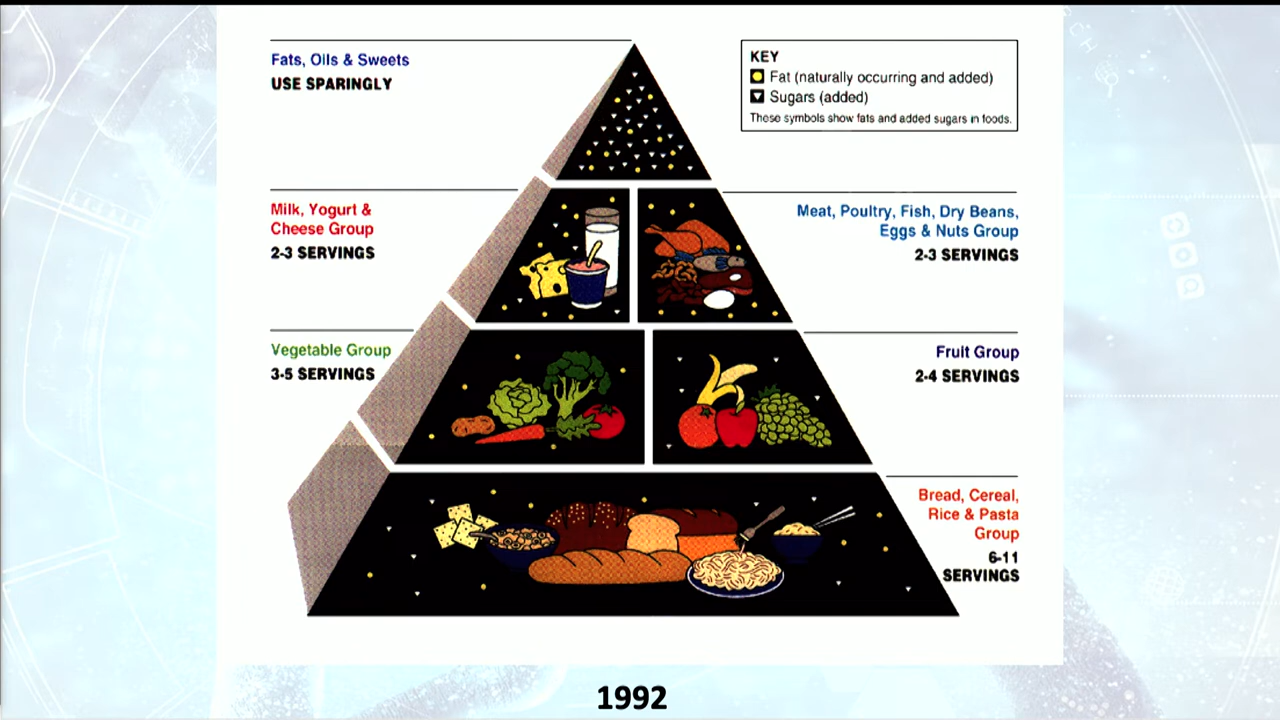 Fats, Oils & Sweets
USE SPARINGLY
KEY
Fat (naturally occurring and added)
Sugars (added)
These symbols show fats and added sugars in foods.
Milk, Yogurt &
Cheese Group
2-3 SERVINGS
Meat, Poultry, Fish, Dry Beans,
Eggs & Nuts Group
2-3 SERVINGS
Vegetable Group
3-5 SERVINGS
Fruit Group
2-4 SERVINGS
Bread, Cereal,
Rice & Pasta
Group
6-11
SERVINGS
1992